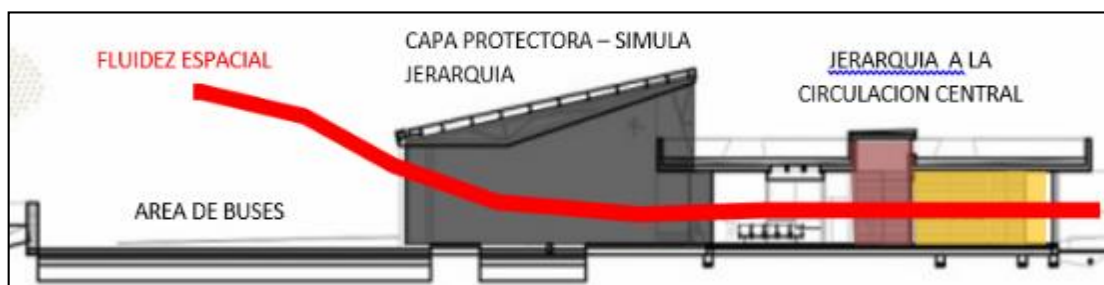 FLUIDEZ ESPACIAL
CAPA PROTECTORA – SIMULA
JERARQUIA
JERARQUIA A LA
CIRCULACION CENTRAL
AREA DE BUSES